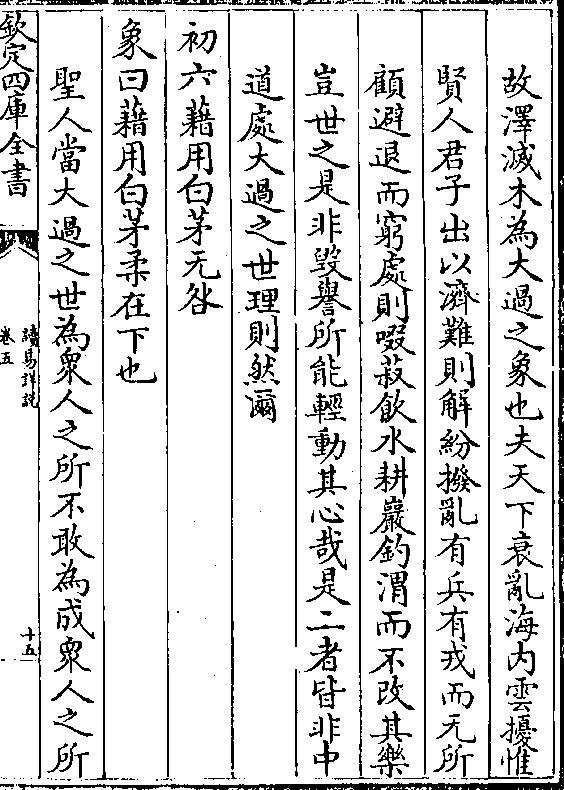 故澤滅木為大過之象也夫天下衰亂海内雲擾惟
賢人君子出以濟難則解紛撥亂有兵有戎而无所
顧避退而窮處則啜菽飲水耕巖釣渭而不改其樂
豈世之是非毀譽所能輕動其心哉是二者皆非中
道處大過之世理則然爾
初六藉用白茅无咎
象曰藉用白茅柔在下也
聖人當大過之世為衆人之所不敢為成衆人之所
欽定四庫全書
讀易詳說
卷五
十五